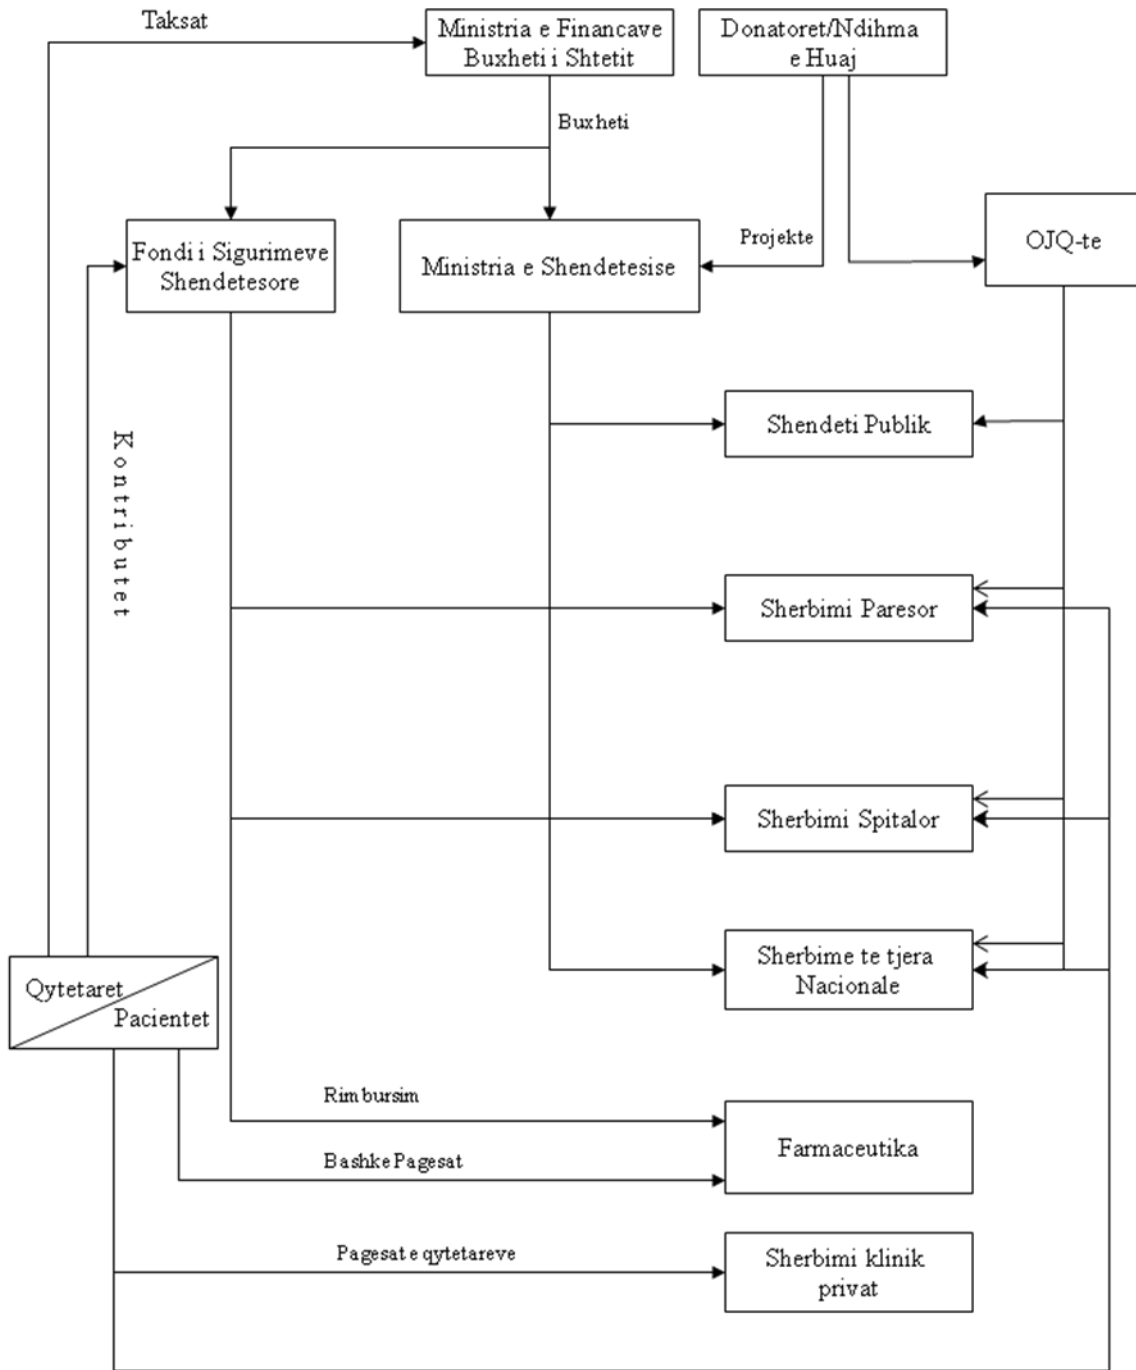 Taksat
Ministria e Financave
Buxheti i Shtetit
Donatoret/Ndihma
e Huaj
Buxheti
Fondi i Sigurimeve
Shendetesore
Ministria e Shendetesise
Projekte
OJQ-te
Kontributet
Shendeti Publik
Sherbimi Paresor
Sherbimi Spitalor
Sherbime te tjera
Nacionale
Qytetaret
Pacientet
Rimbursim
Bashke Pagesat
Farmaceutika
Pagesat e qytetareve
Sherbimi klinik
privat